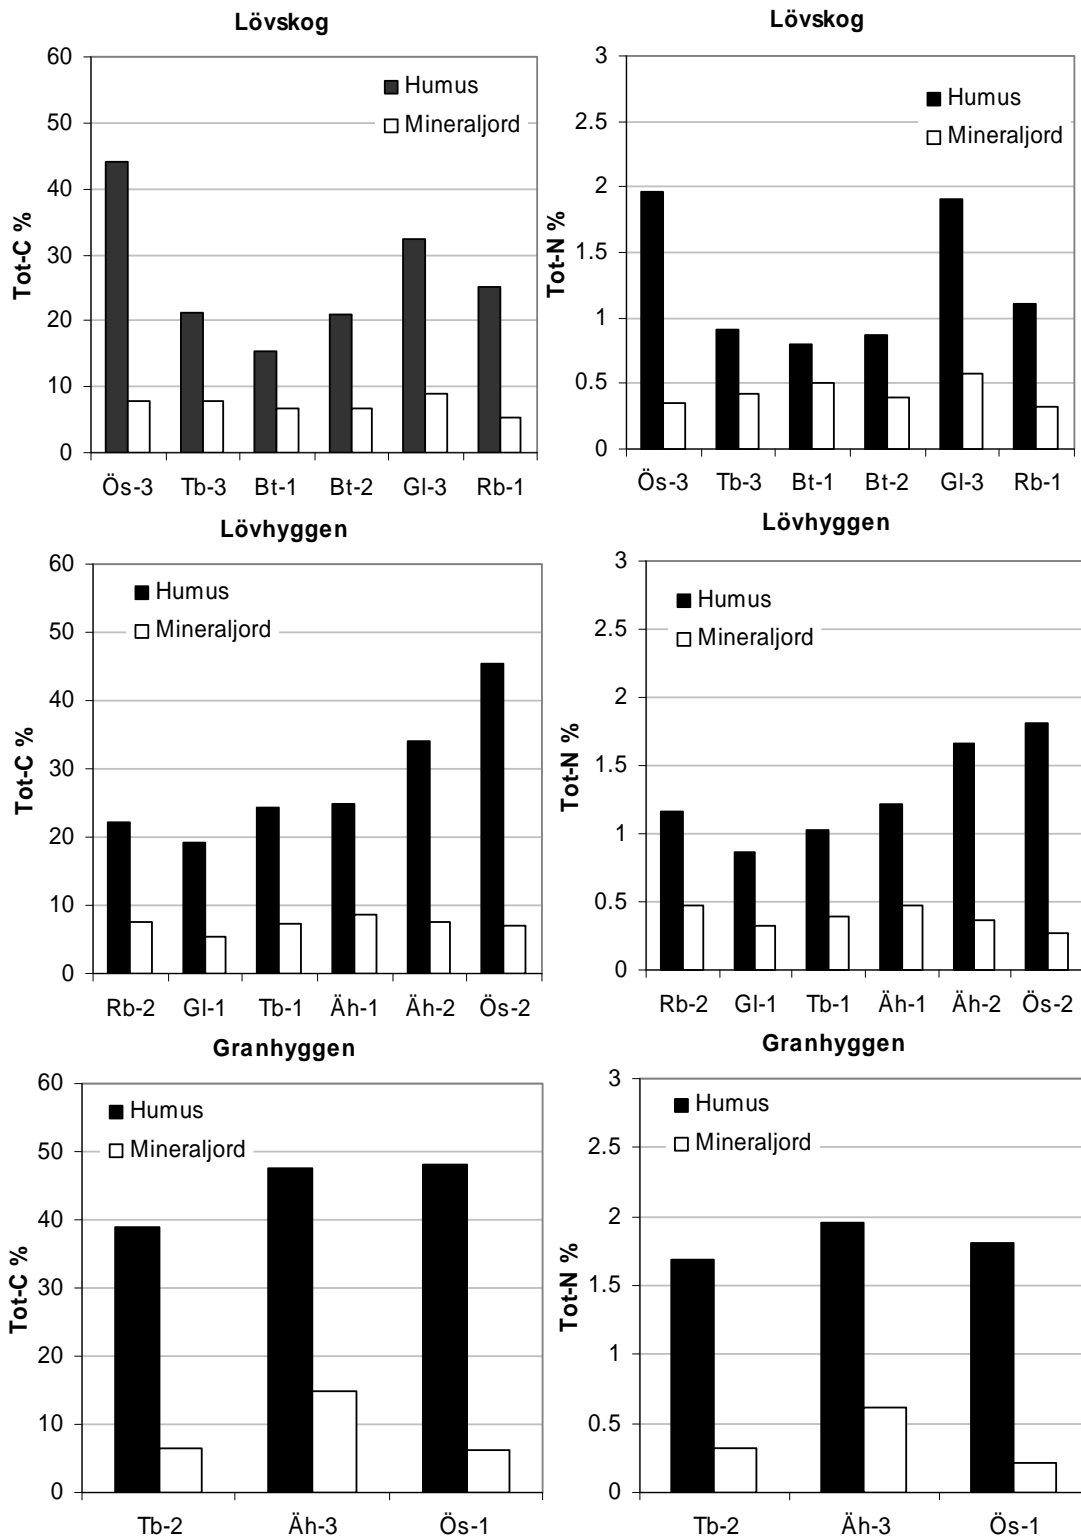 Lövskog
60
50
40
30
20
10
0
Tot-C %
Humus
Mineraljord
Ös-3 Tb-3 Bt-1 Bt-2 Gl-3 Rb-1
Lövskog
3
2.5
2
1.5
1
0.5
0
Tot-N %
Humus
Mineraljord
Ös-3 Tb-3 Bt-1 Bt-2 Gl-3 Rb-1
Lövhyggen
60
50
40
30
20
10
0
Tot-C %
Humus
Mineraljord
Rb-2 Gl-1 Tb-1 Äh-1 Äh-2 Ös-2
Lövhyggen
3
2.5
2
1.5
1
0.5
0
Tot-N %
Humus
Mineraljord
Rb-2 Gl-1 Tb-1 Äh-1 Äh-2 Ös-2
Granhyggen
60
50
40
30
20
10
0
Tot-C %
Humus
Mineraljord
Tb-2 Äh-3 Ös-1
Granhyggen
3
2.5
2
1.5
1
0.5
0
Tot-N %
Humus
Mineraljord
Tb-2 Äh-3 Ös-1